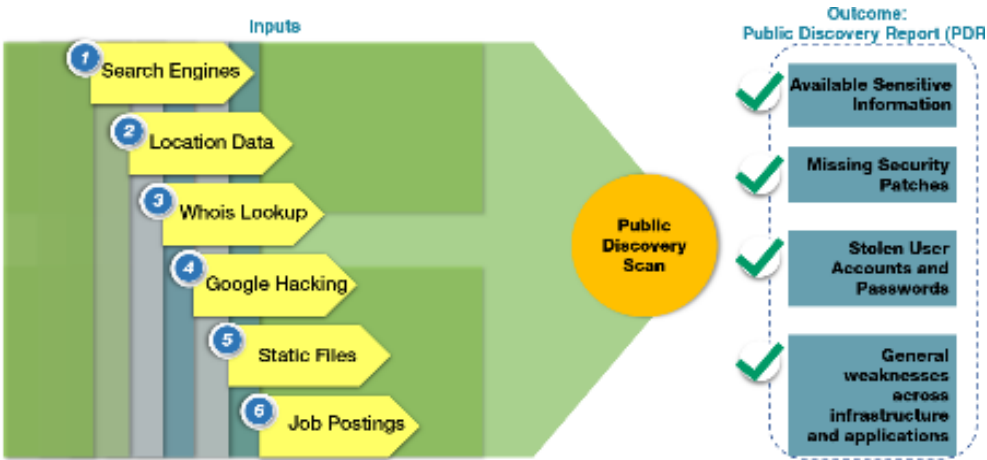 Inputs
1
Search Engines
2
Location Data
3
Whois Lookup
4
Google Hacking
5
Static Files
6
Job Postings
Public
Discovery
Scan
Outcome:
Public Discovery Report (PDR
Available Sensitive
Information
Missing Security
Patches
Stolen User
Accounts and
Passwords
General
weaknesses
across
infrastructure
and applications